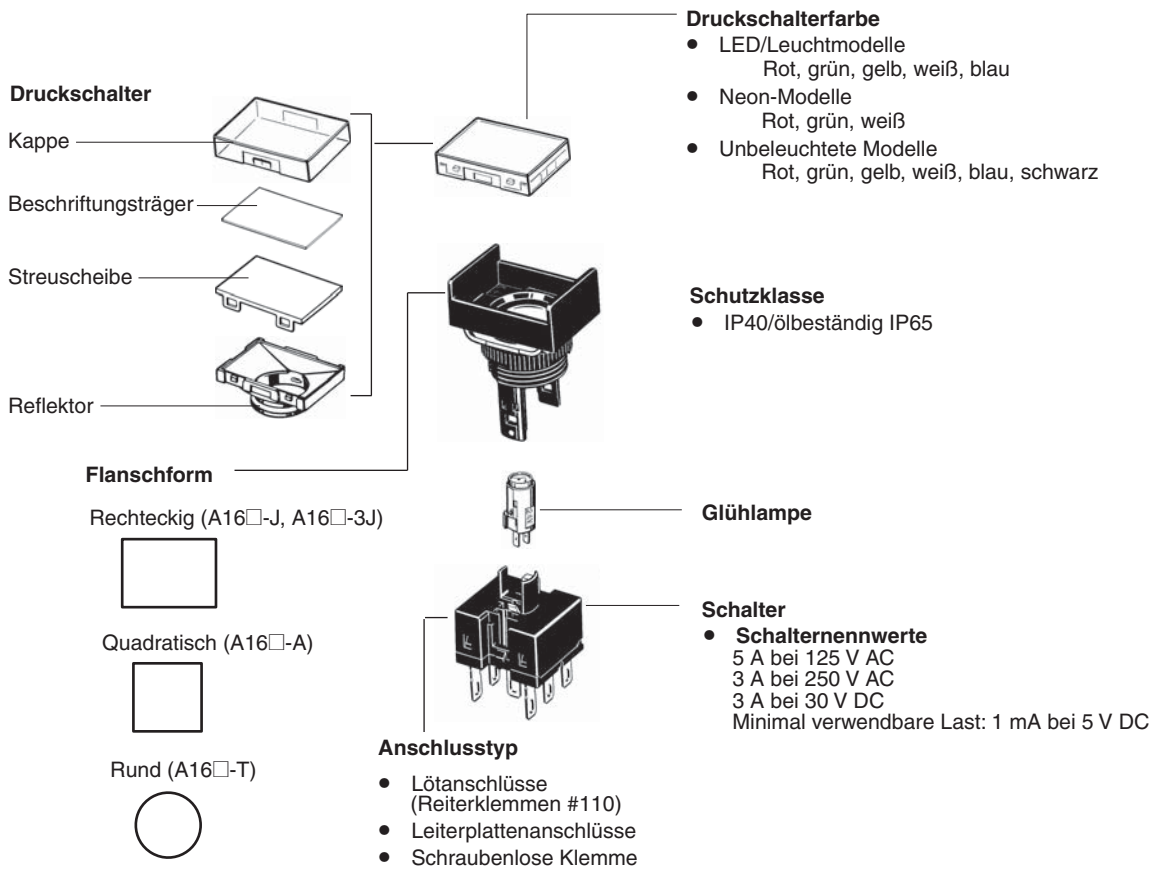 Druckschalter
Kappe
Beschriftungsträger
Streuscheibe
Reflektor
Druckschalterfarbe
● LED/Leuchtmodelle
Rot, grün, gelb, weiß, blau
● Neon-Modelle
Rot, grün, weiß
● Unbeleuchtete Modelle
Rot, grün, gelb, weiß, blau, schwarz
Schutzklasse
● IP40/ölbeständig IP65
Flanschform
Rechteckig (A16□-J, A16□-3J)
Quadratisch (A16□-A)
Rund (A16□-T)
Glühlampe
Schalter
● Schalternennwerte
5 A bei 125 V AC
3 A bei 250 V AC
3 A bei 30 V DC
Minimal verwendbare Last: 1 mA bei 5 V DC
Anschlusstyp
● Lötanschlüsse
(Reiterklemmen #110)
● Leiterplattenanschlüsse
● Schraubenlose Klemme